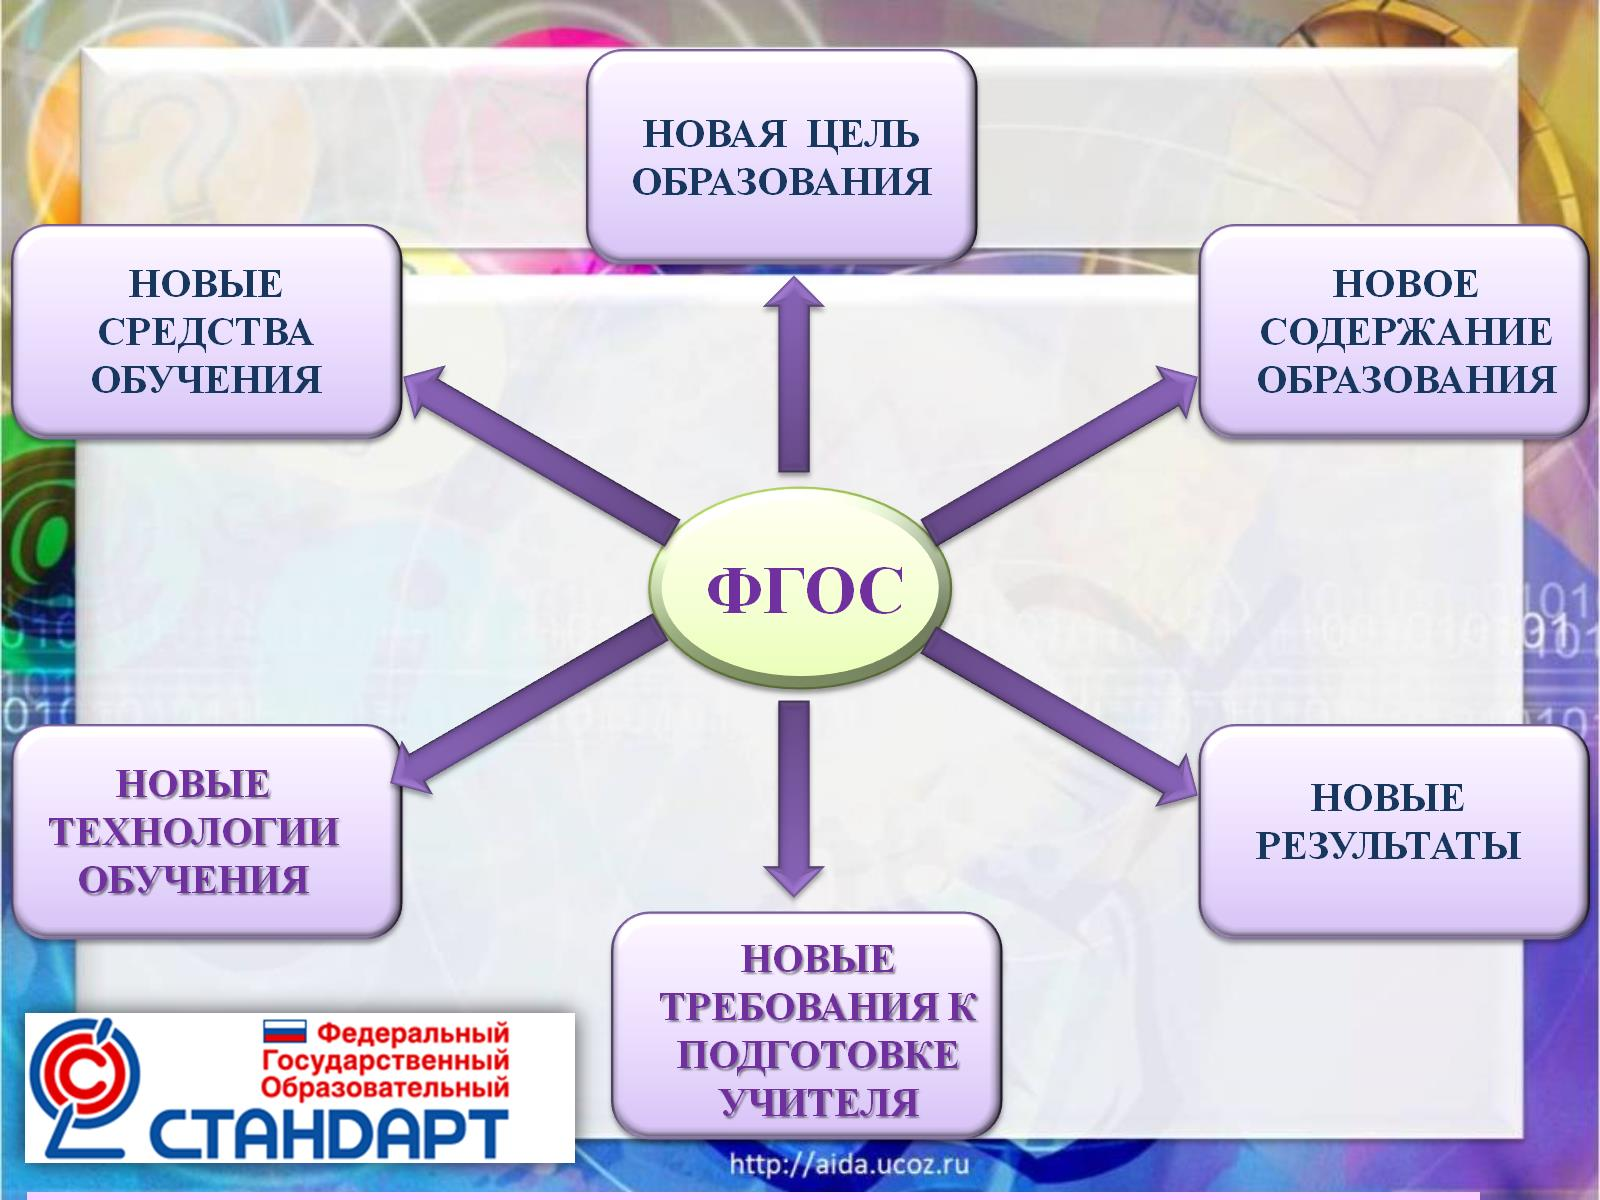 НОВАЯ ЦЕЛЬ
ОБРАЗОВАНИЯ
НОВЫЕ
СРЕДСТВА
ОБУЧЕНИЯ
НОВОЕ
СОДЕРЖАНИЕ
ОБРАЗОВАНИЯ
ФГОС
НОВЫЕ
ТЕХНОЛОГИИ
ОБУЧЕНИЯ
НОВЫЕ
РЕЗУЛЬТАТЫ
НОВЫЕ
ТРЕБОВАНИЯ К
ПОДГОТОВКЕ
УЧИТЕЛЯ
Федеральный
Государственный
Образовательный
СТАНДАРТ
http://aida.ucoz.ru